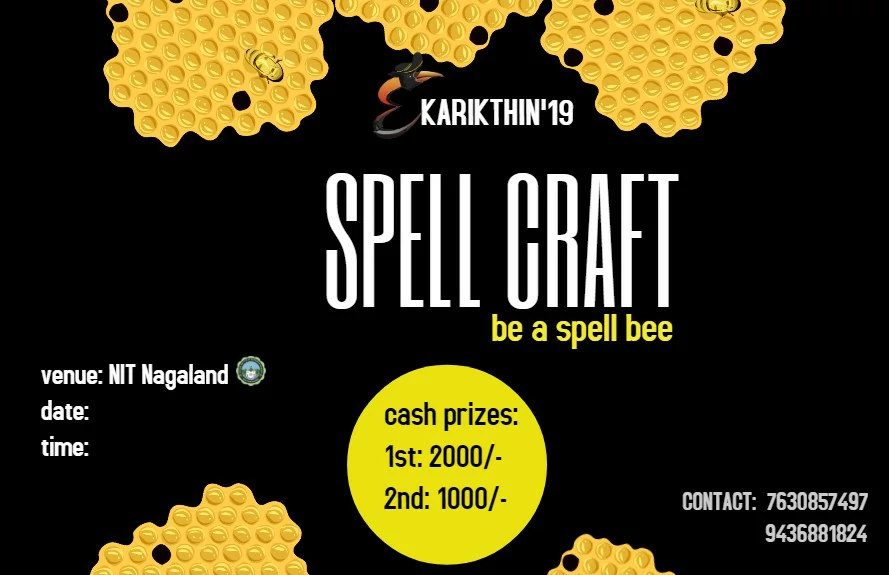 EKARIKTHIN'19
SPELL CRAFT
be a spell bee
venue: NIT Nagaland
date:
time:
cash prizes:
1st: 2000/-
2nd: 1000/-
CONTACT: 7630857497
9436881824